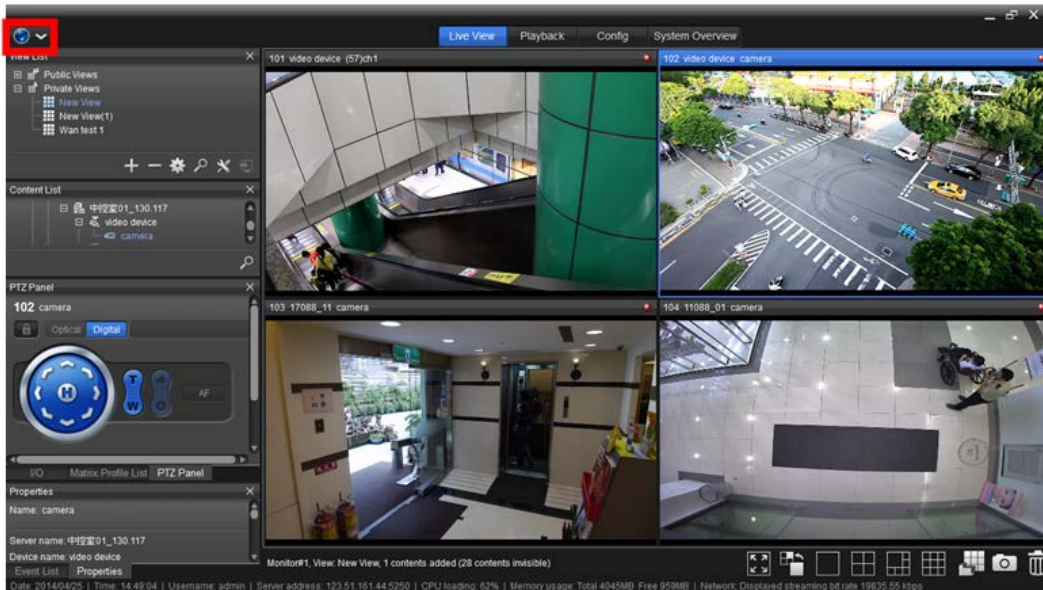 Live View Playback Config System Overview
View List
Public Views
Private Views
New View
New View(1)
Wan test 1
Content List
中控室01_130.117
video device
camera
PTZ Panel
102 camera
Optical Digital
T
H
W
AF
I/O Matrix Profile List PTZ Panel
Properties
Name: camera
Server name: 中控室01_130.117
Device name: video device
Event List Properties
101 video device (57)ch1
102 video device camera
103 17088_11 camera
104 11088_01 camera
Monitor#1, View: New View, 1 contents added (28 contents invisible)
Date: 2014/04/25 | Time: 14:49:04 | Username: admin | Server address: 123.51.161.44:5250 | CPU loading: 62% | Memory usage: Total 4045MB Free 959MB | Network: Displayed streaming bit rate 19835.55 kbps